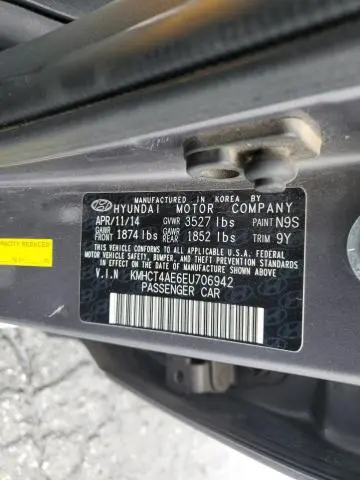 MANUFACTURED IN KOREA BY
HYUNDAI MOTOR COMPANY
APR/11/14 GVWR 3527 lbs PAINT N9S
GAWR FRONT 1874 lbs GAWR REAR 1852 lbs TRIM 9Y
THIS VEHICLE CONFORMS TO ALL APPLICABLE U.S.A. FEDERAL
MOTOR VEHICLE SAFETY, BUMPER, AND THEFT PREVENTION
STANDARDS IN EFFECT ON THE DATE OF MANUFACTURE SHOWN ABOVE.
V.I.N KMHCT4AE6EU706942
PASSENGER CAR
CAPACITY REDUCED